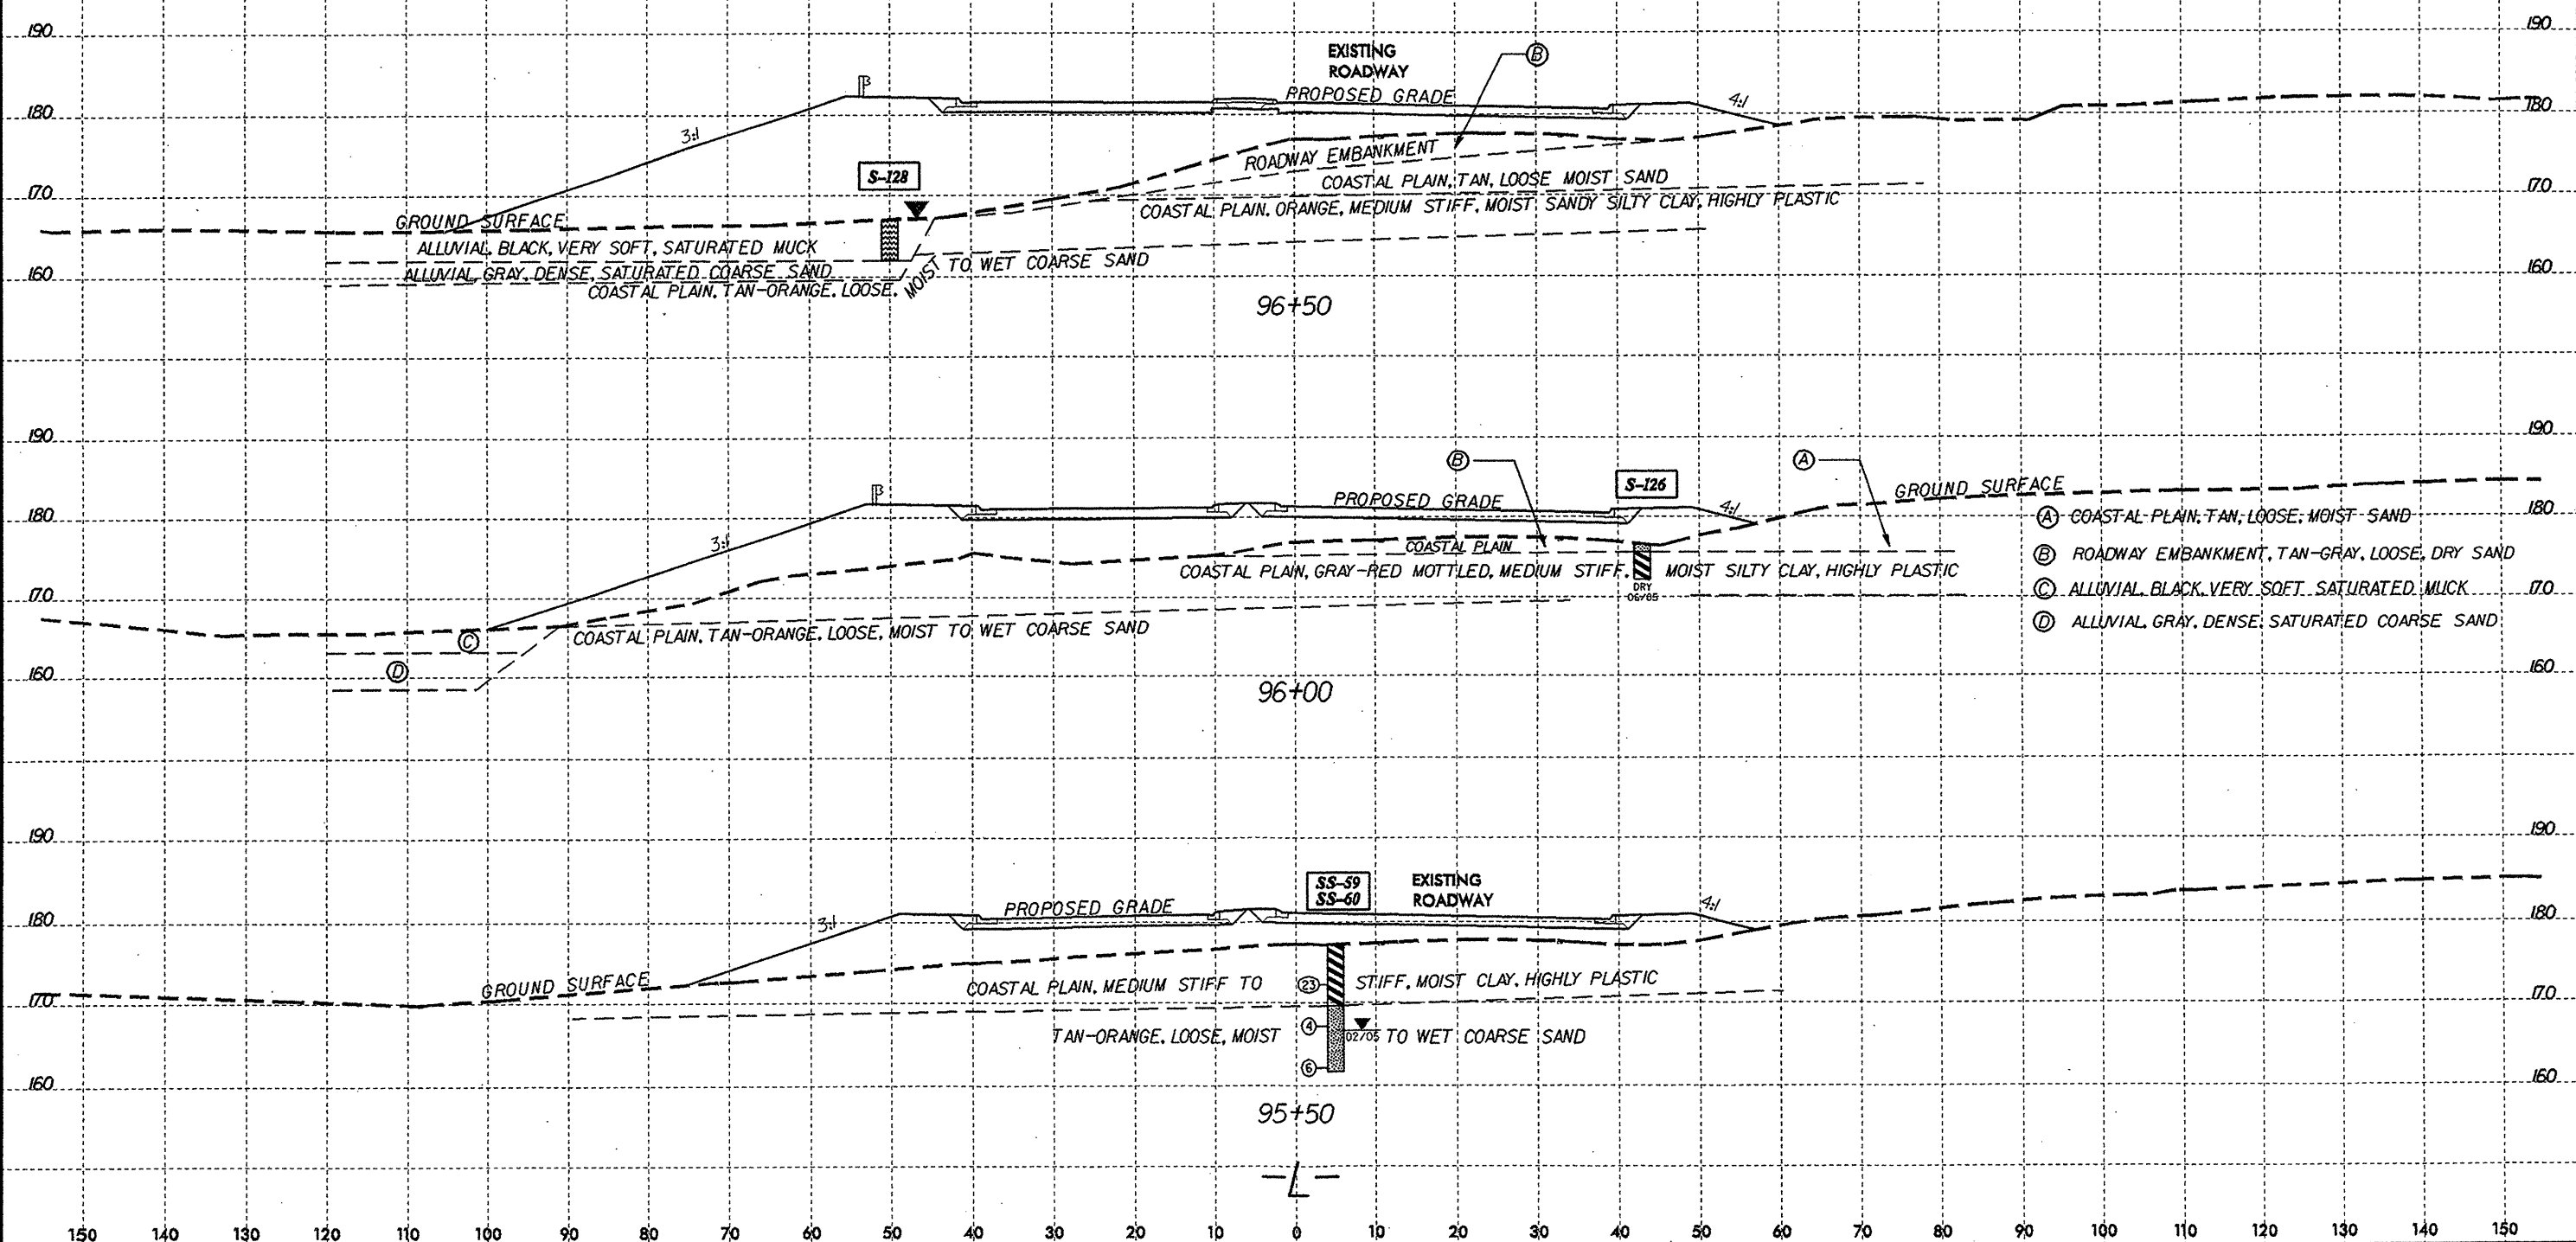 190 190
EXISTING
ROADWAY
B
PROPOSED GRADE
4:1
180 180
3:1
S-128
ROADWAY EMBANKMENT
COASTAL PLAIN, TAN, LOOSE MOIST SAND
170 170
COASTAL PLAIN, ORANGE, MEDIUM STIFF, MOIST SANDY SILTY CLAY, HIGHLY PLASTIC
GROUND SURFACE
ALLUVIAL, BLACK, VERY SOFT, SATURATED MUCK
ALLUVIAL, GRAY, DENSE, SATURATED COARSE SAND
160 160
COASTAL PLAIN, TAN-ORANGE, LOOSE, MOIST TO WET COARSE SAND
96+50
190 190
B
A
S-126
GROUND SURFACE
PROPOSED GRADE
4:1
180 180
A COASTAL PLAIN, TAN, LOOSE, MOIST SAND
3:1
COASTAL PLAIN
B ROADWAY EMBANKMENT, TAN-GRAY, LOOSE, DRY SAND
COASTAL PLAIN, GRAY-RED MOTTLED, MEDIUM STIFF, MOIST SILTY CLAY, HIGHLY PLASTIC
DRY
06/05
C ALLUVIAL, BLACK, VERY SOFT SATURATED MUCK
170 170
D ALLUVIAL, GRAY, DENSE, SATURATED COARSE SAND
COASTAL PLAIN, TAN-ORANGE, LOOSE, MOIST TO WET COARSE SAND
C
D
160 160
96+00
190 190
SS-59
SS-60
EXISTING
ROADWAY
PROPOSED GRADE
4:1
3:1
180 180
GROUND SURFACE
COASTAL PLAIN, MEDIUM STIFF TO 23 STIFF, MOIST CLAY, HIGHLY PLASTIC
170 170
TAN-ORANGE, LOOSE, MOIST 4 02/05 TO WET COARSE SAND
6
160 160
95+50
L
150 140 130 120 110 100 90 80 70 60 50 40 30 20 10 0 10 20 30 40 50 60 70 80 90 100 110 120 130 140 150